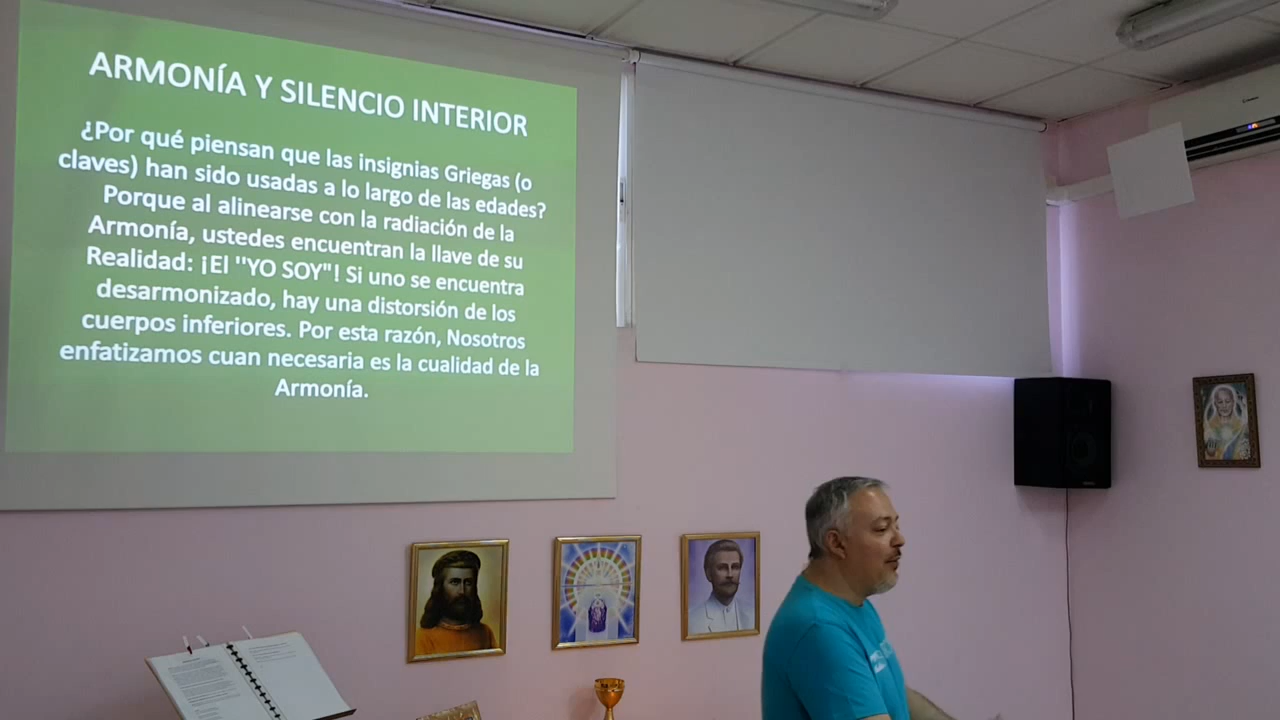 ARMONÍA Y SILENCIO INTERIOR
¿Por qué piensan que las insignias Griegas (o
claves) han sido usadas a lo largo de las edades?
Porque al alinearse con la radiación de la
Armonía, ustedes encuentran la llave de su
Realidad: ¡El "YO SOY"! Si uno se encuentra
desarmonizado, hay una distorsión de los
cuerpos inferiores. Por esta razón, Nosotros
enfatizamos cuan necesaria es la cualidad de la
Armonía.